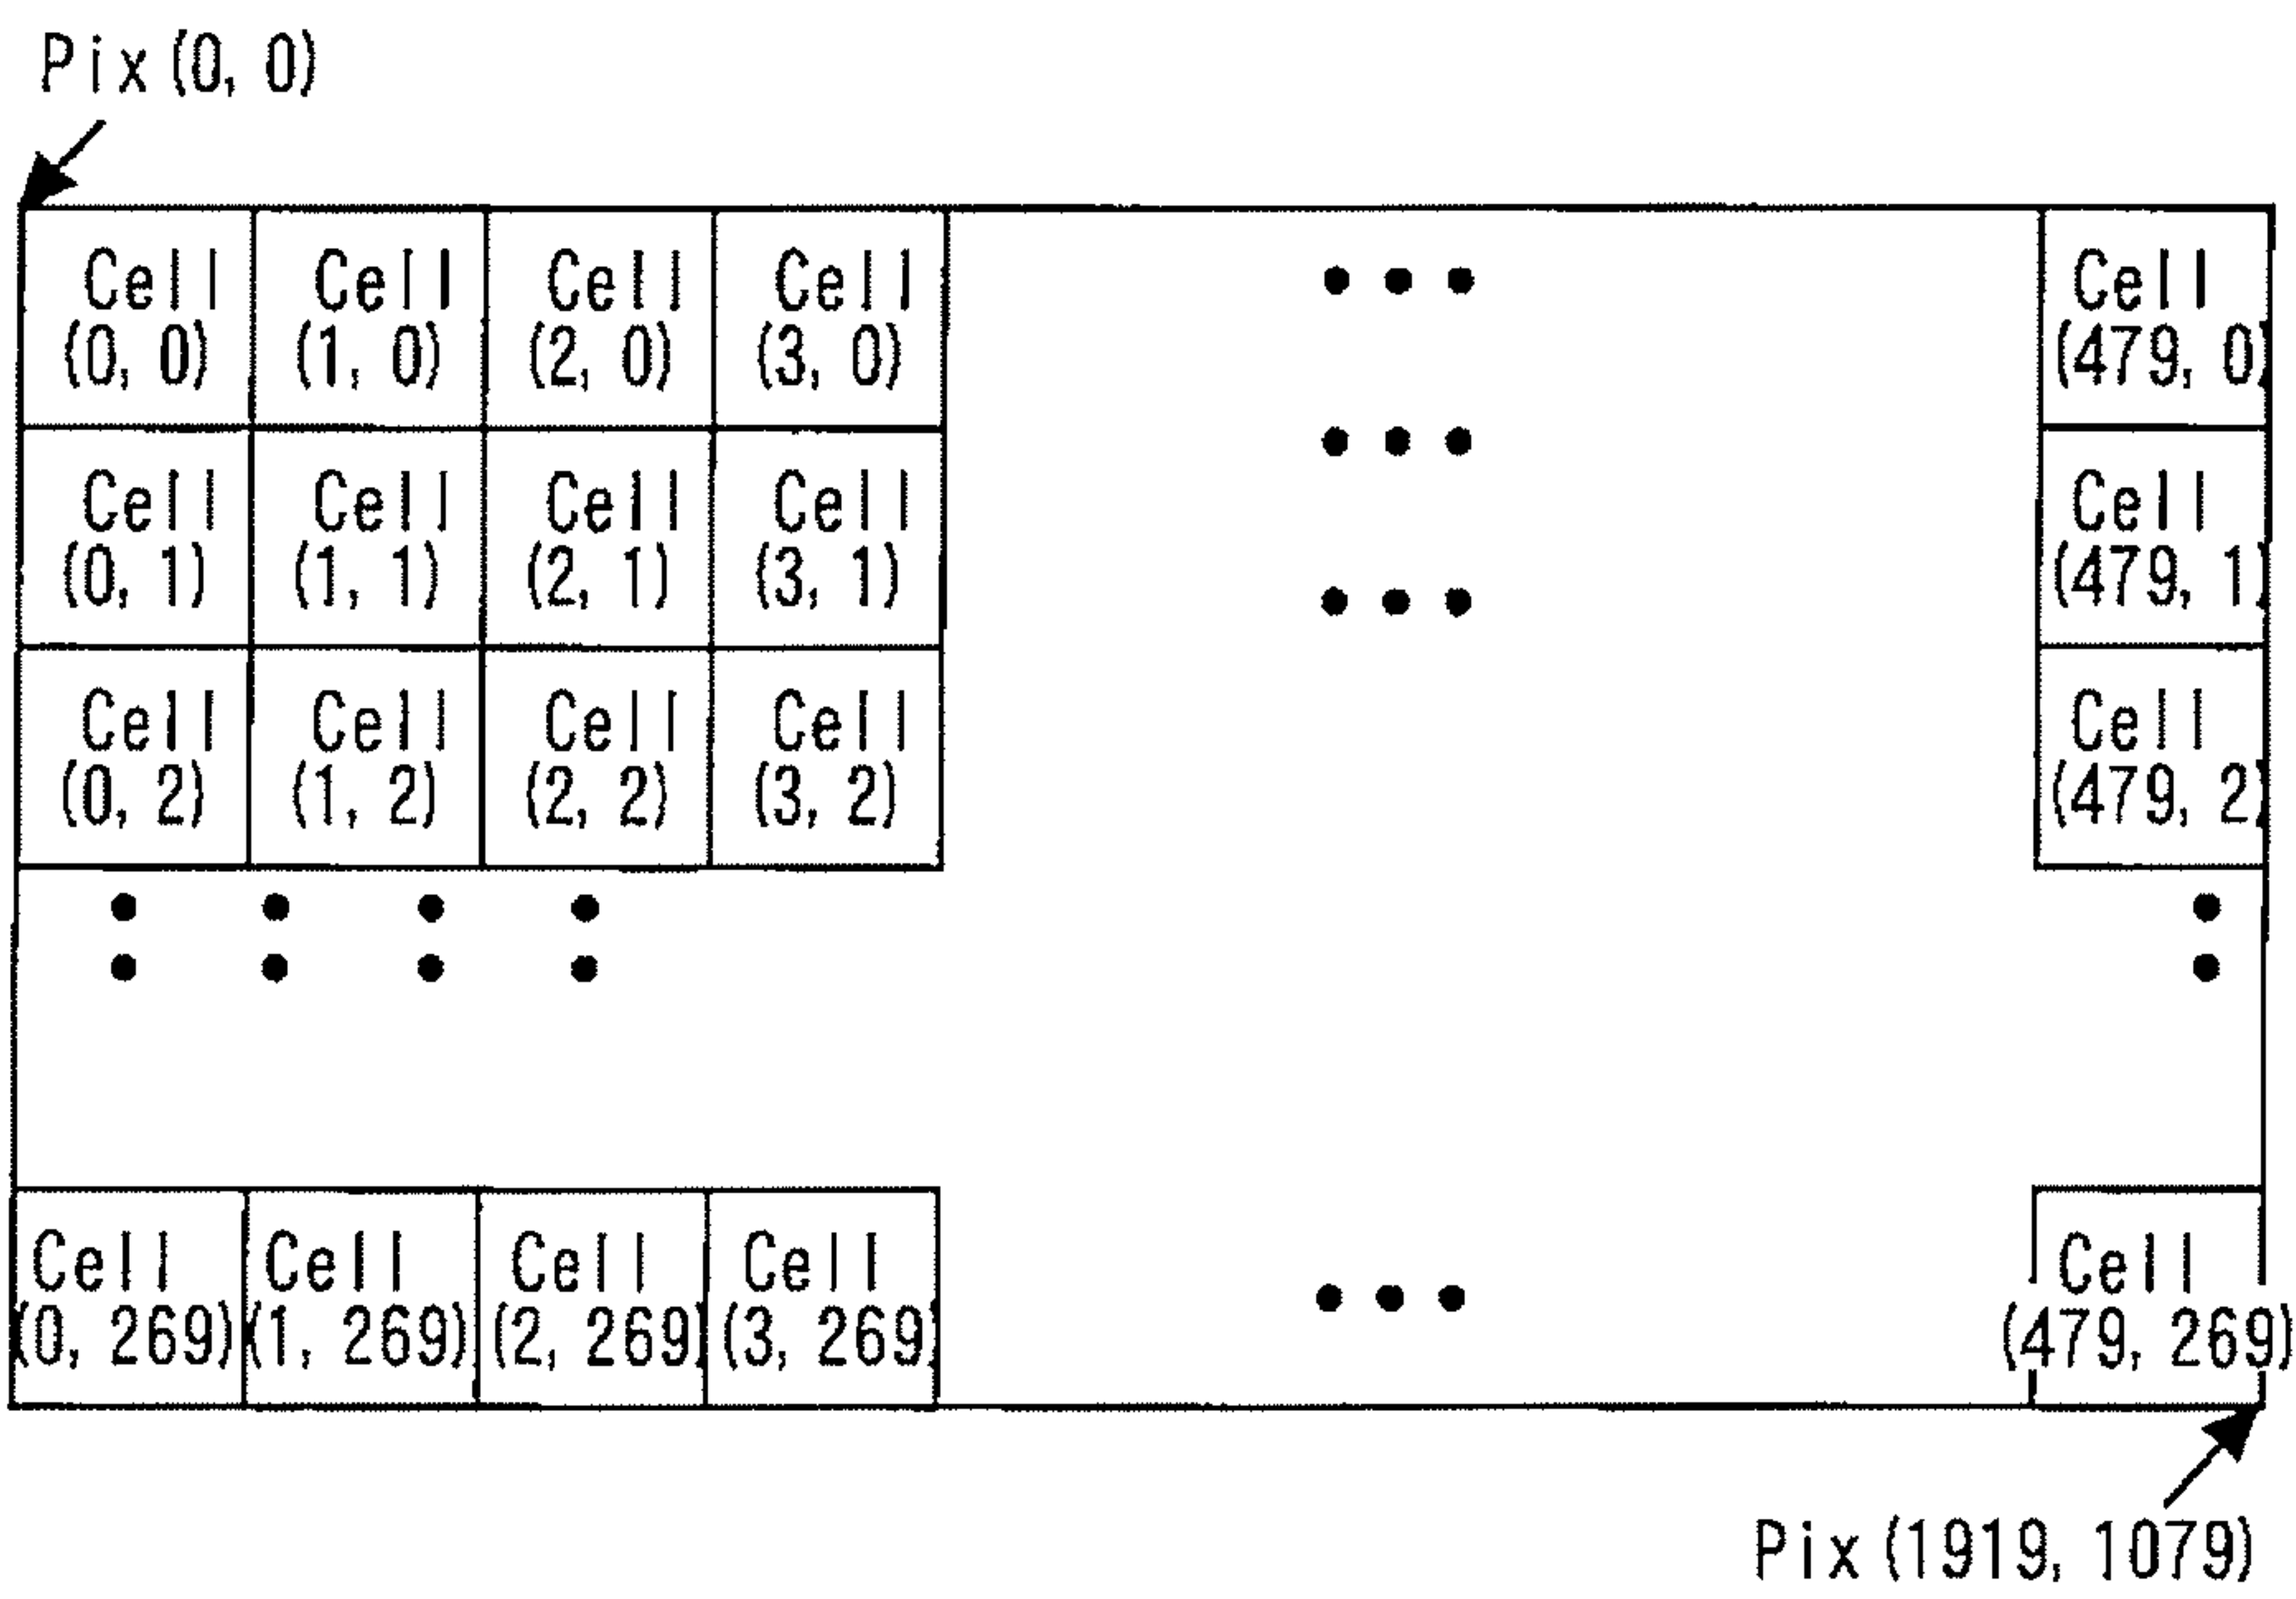 Pix(0, 0)
Cell Cell Cell Cell Cell
(0, 0) (1, 0) (2, 0) (3, 0) (479, 0)
Cell Cell Cell Cell Cell
(0, 1) (1, 1) (2, 1) (3, 1) (479, 1)
Cell Cell Cell Cell Cell
(0, 2) (1, 2) (2, 2) (3, 2) (479, 2)
Cell Cell Cell Cell Cell
(0, 269) (1, 269) (2, 269) (3, 269) (479, 269)
Pix(1919, 1079)